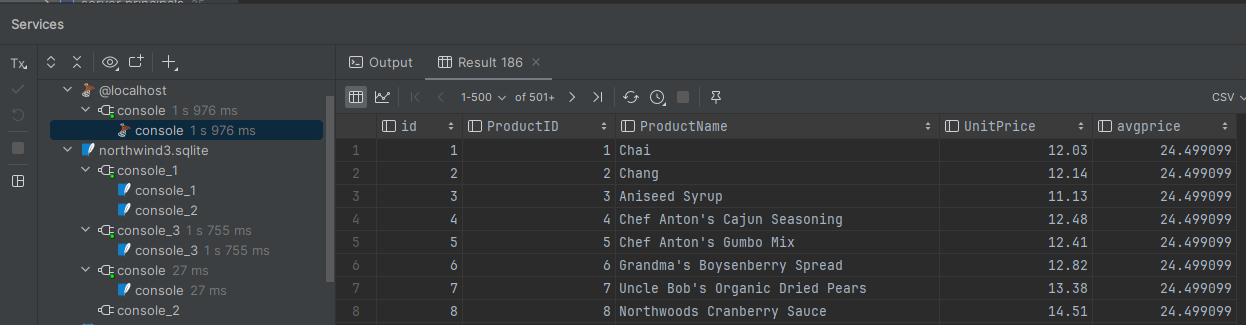 Services
Tx
@localhost
console 1 s 976 ms
console 1 s 976 ms
northwind3.sqlite
console_1
console_1
console_2
console_3 1 s 755 ms
console_3 1 s 755 ms
console 27 ms
console 27 ms
console_2
Output Result 186
1-500 of 501+ CSV
id ProductID ProductName UnitPrice avgprice
1 1 1 Chai 12.03 24.499099
2 2 2 Chang 12.14 24.499099
3 3 3 Aniseed Syrup 11.13 24.499099
4 4 4 Chef Anton's Cajun Seasoning 12.48 24.499099
5 5 5 Chef Anton's Gumbo Mix 12.41 24.499099
6 6 6 Grandma's Boysenberry Spread 12.82 24.499099
7 7 7 Uncle Bob's Organic Dried Pears 13.38 24.499099
8 8 8 Northwoods Cranberry Sauce 14.51 24.499099